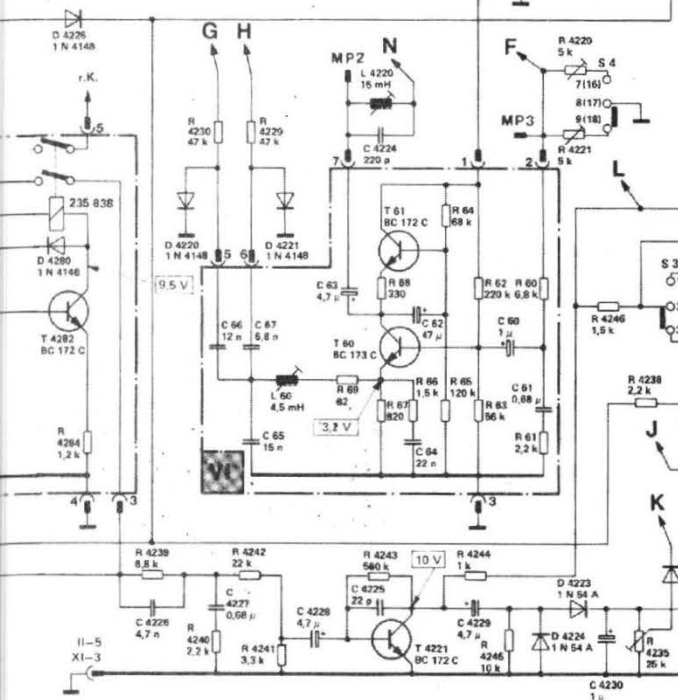 D 4226
1 N 4148
r.K.
5
235 838
D 4280
1 N 4148
9,5 V
T 4282
BC 172 C
R
4284
1,2 k
4
3
G
H
R
4230
47 k
R
4229
47 k
D 4220
1 N 4148
D 4221
1 N 4148
5
6
MP2
N
L 4220
15 mH
C 4224
220 p
7
1
2
F
R 4220
5 k
S 4
7(16)
8(17)
9(18)
MP3
R 4221
5 k
L
T 61
BC 172 C
R 64
68 k
R 68
330
C 63
4,7 µ
C 62
47 µ
R 62
220 k
R 60
6,8 k
C 60
1 µ
T 60
BC 173 C
C 66
12 n
C 67
6,8 n
L 60
4,5 mH
R 69
62
R 66
1,5 k
R 65
120 k
R 67
820
R 63
56 k
C 61
0,68 µ
R 61
2,2 k
C 65
15 n
C 64
22 n
3,2 V
VC
3
S 3
R 4246
1,5 k
R 4238
2,2 k
J
K
R 4239
6,8 k
C 4226
4,7 n
C
4227
0,68 µ
R
4240
2,2 k
R 4242
22 k
R 4241
3,3 k
C 4228
4,7 µ
R 4243
560 k
C 4225
22 p
10 V
T 4221
BC 172 C
R 4244
1 k
C 4229
4,7 µ
R
4246
10 k
D 4223
1 N 54 A
D 4224
1 N 54 A
C 4230
1 µ
R
4235
25 k
II-5
XI-3